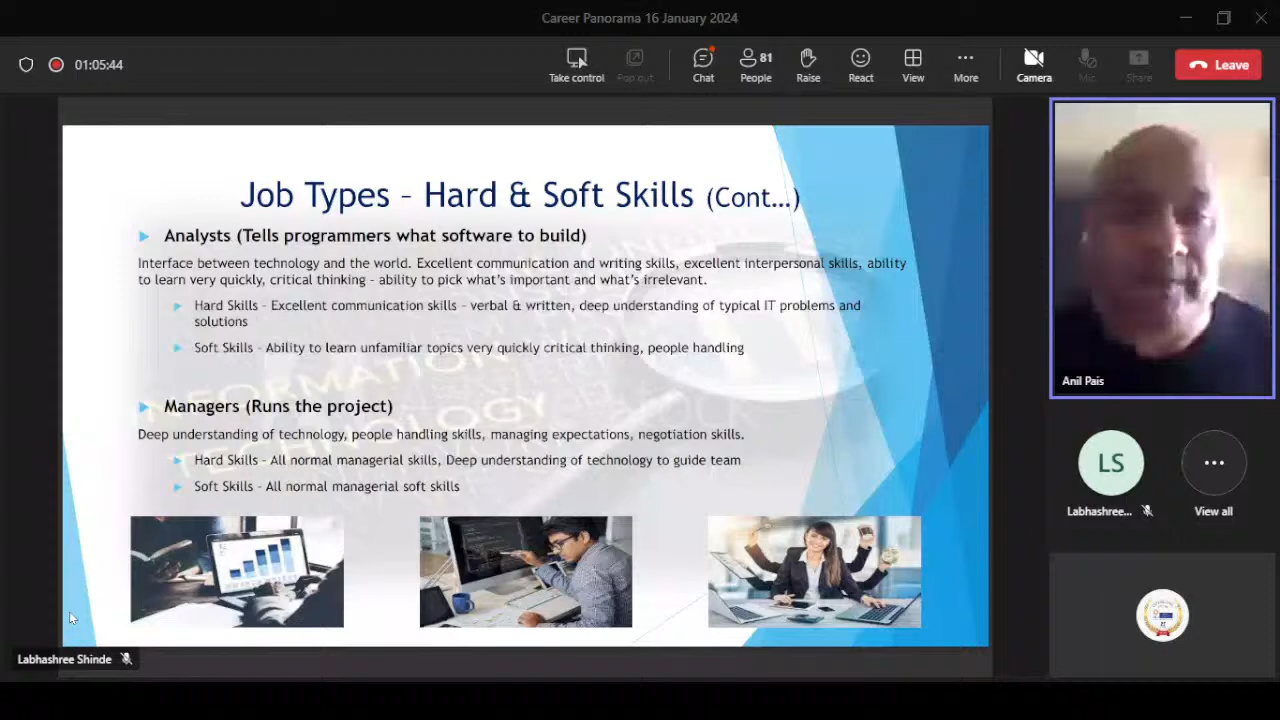 Career Panorama 16 January 2024
01:05:44
Take control
Pop out
Chat
People
81
Raise
React
View
More
Camera
Mic
Share
Leave
Job Types – Hard & Soft Skills (Cont…)
Analysts (Tells programmers what software to build)
Interface between technology and the world. Excellent communication and writing skills, excellent interpersonal skills, ability
to learn very quickly, critical thinking – ability to pick what's important and what's irrelevant.
Hard Skills – Excellent communication skills – verbal & written, deep understanding of typical IT problems and
solutions
Soft Skills – Ability to learn unfamiliar topics very quickly critical thinking, people handling
INFORMATION
TECHNOLOGY
Managers (Runs the project)
Deep understanding of technology, people handling skills, managing expectations, negotiation skills.
Hard Skills – All normal managerial skills, Deep understanding of technology to guide team
Soft Skills – All normal managerial soft skills
Anil Pais
LS
Labhashree...
View all
Labhashree Shinde